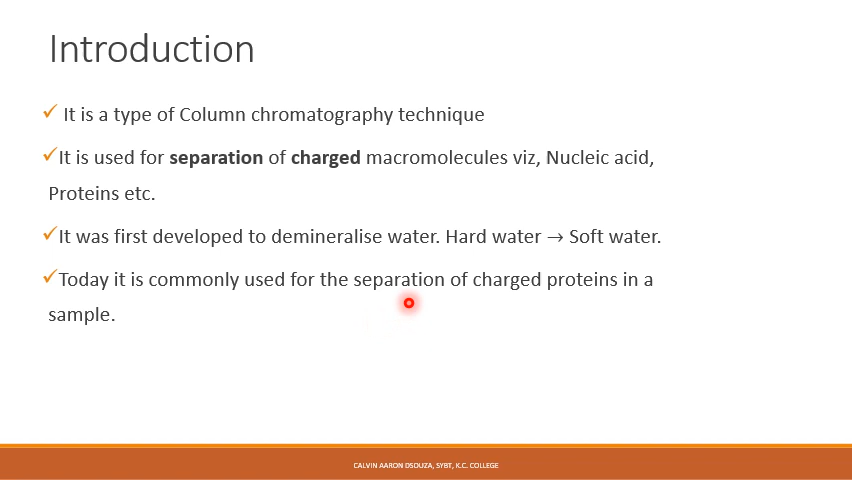 Introduction
✓ It is a type of Column chromatography technique
✓It is used for separation of charged macromolecules viz, Nucleic acid,
Proteins etc.
✓It was first developed to demineralise water. Hard water → Soft water.
✓Today it is commonly used for the separation of charged proteins in a
sample.
CALVIN AARON DSOUZA, SYBT, K.C. COLLEGE